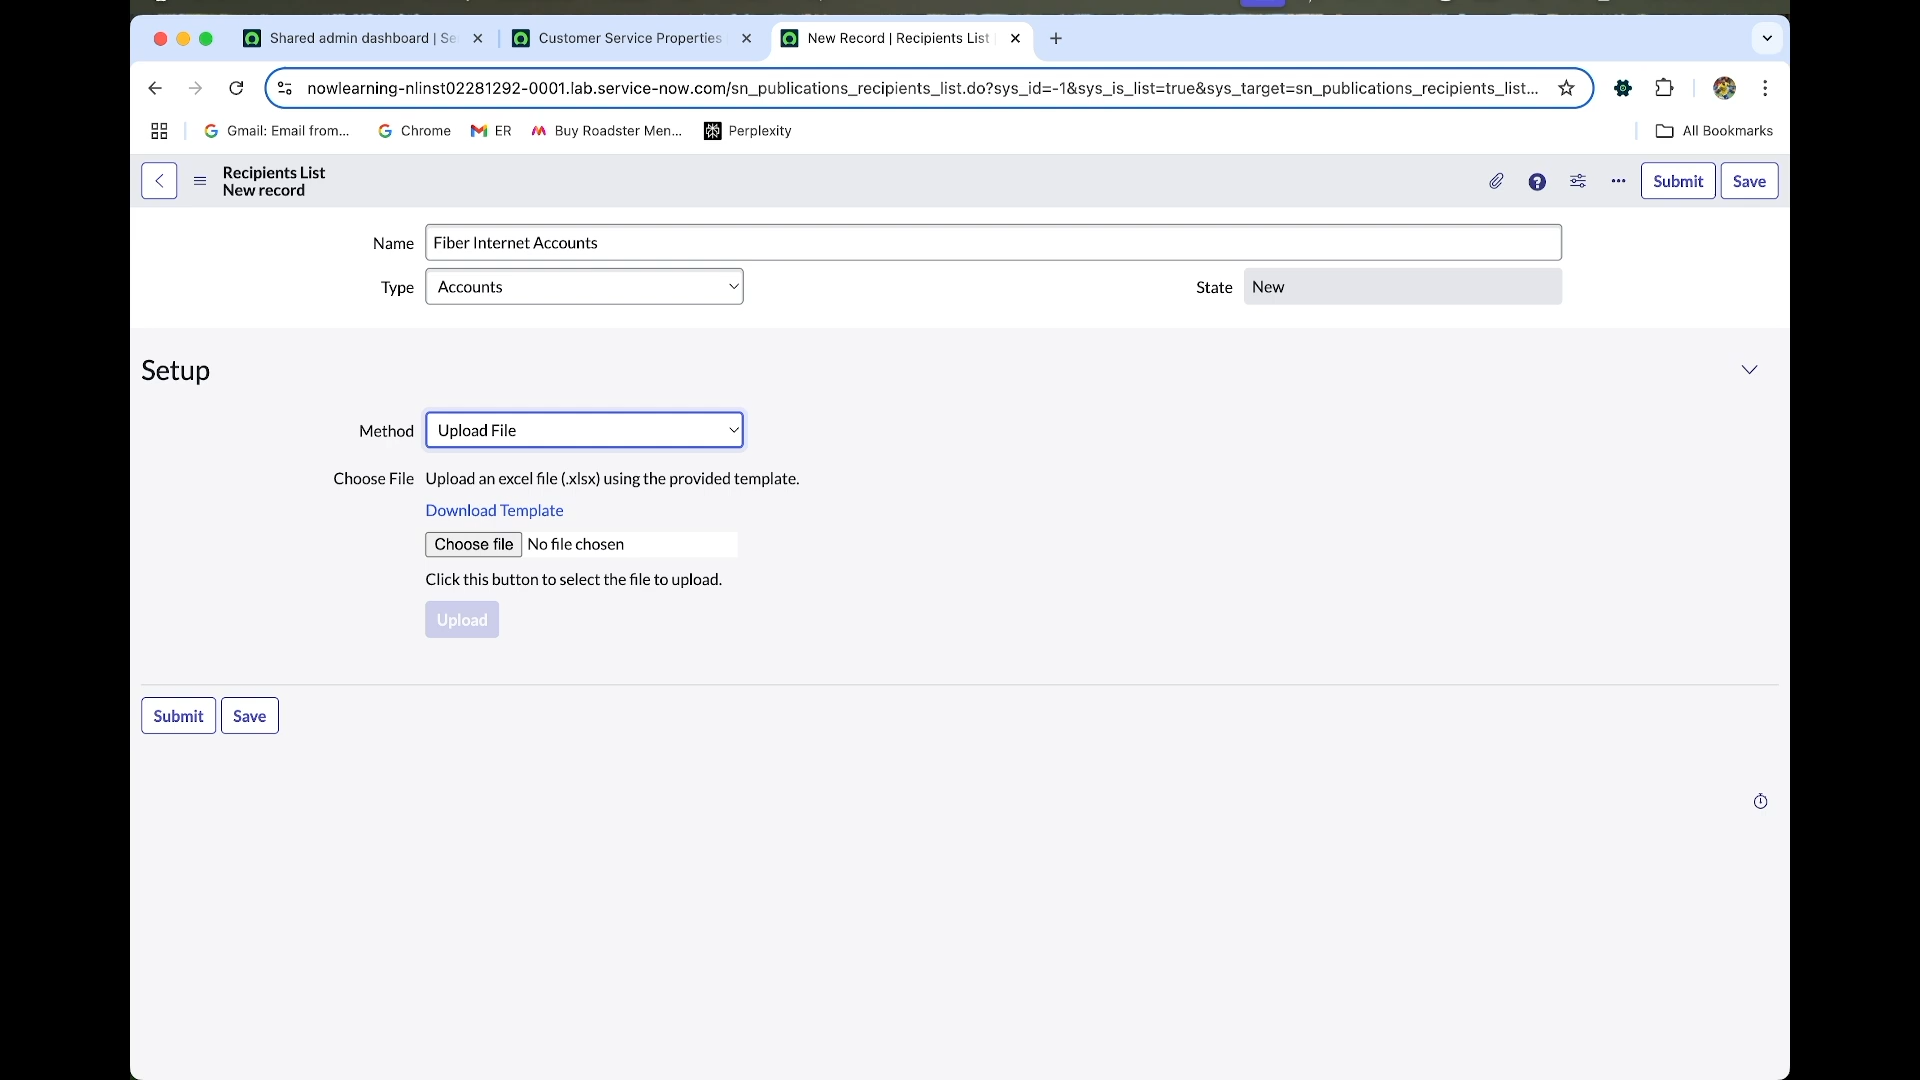 Shared admin dashboard | Se
Customer Service Properties
New Record | Recipients List
nowlearning-nlinst02281292-0001.lab.service-now.com/sn_publications_recipients_list.do?sys_id=-1&sys_is_list=true&sys_target=sn_publications_recipients_list...
Gmail: Email from...
Chrome
ER
Buy Roadster Men...
Perplexity
All Bookmarks
Recipients List
New record
Submit
Save
Name
Fiber Internet Accounts
Type
Accounts
State
New
Setup
Method
Upload File
Choose File
Upload an excel file (.xlsx) using the provided template.
Download Template
Choose file
No file chosen
Click this button to select the file to upload.
Upload
Submit
Save